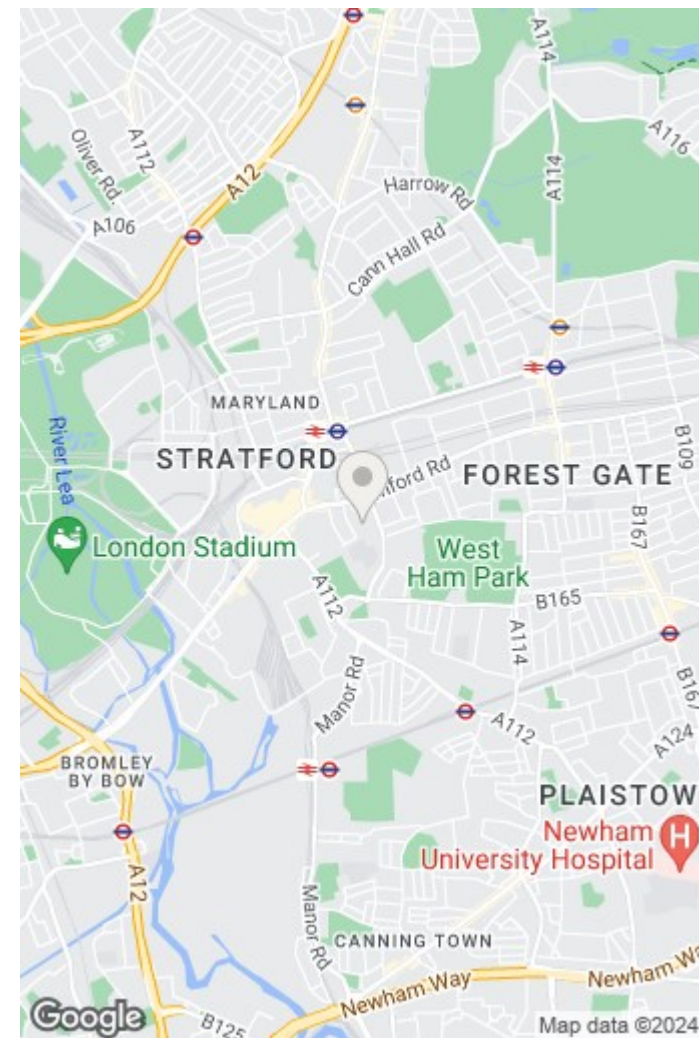 A114
Oliver Rd.
A112
A116
A12
A114
Harrow Rd
A106
Cann Hall Rd
MARYLAND
River Lea
B109
STRATFORD
mford Rd
FOREST GATE
B167
London Stadium
West
Ham Park
A112
B165
A114
Manor Rd
B167
A112
A124
BROMLEY
BY BOW
PLAISTOW
Newham
University Hospital
H
A12
Manor Rd
CANNING TOWN
Newham Way
Newham Wa
Google
B125
Map data ©2024